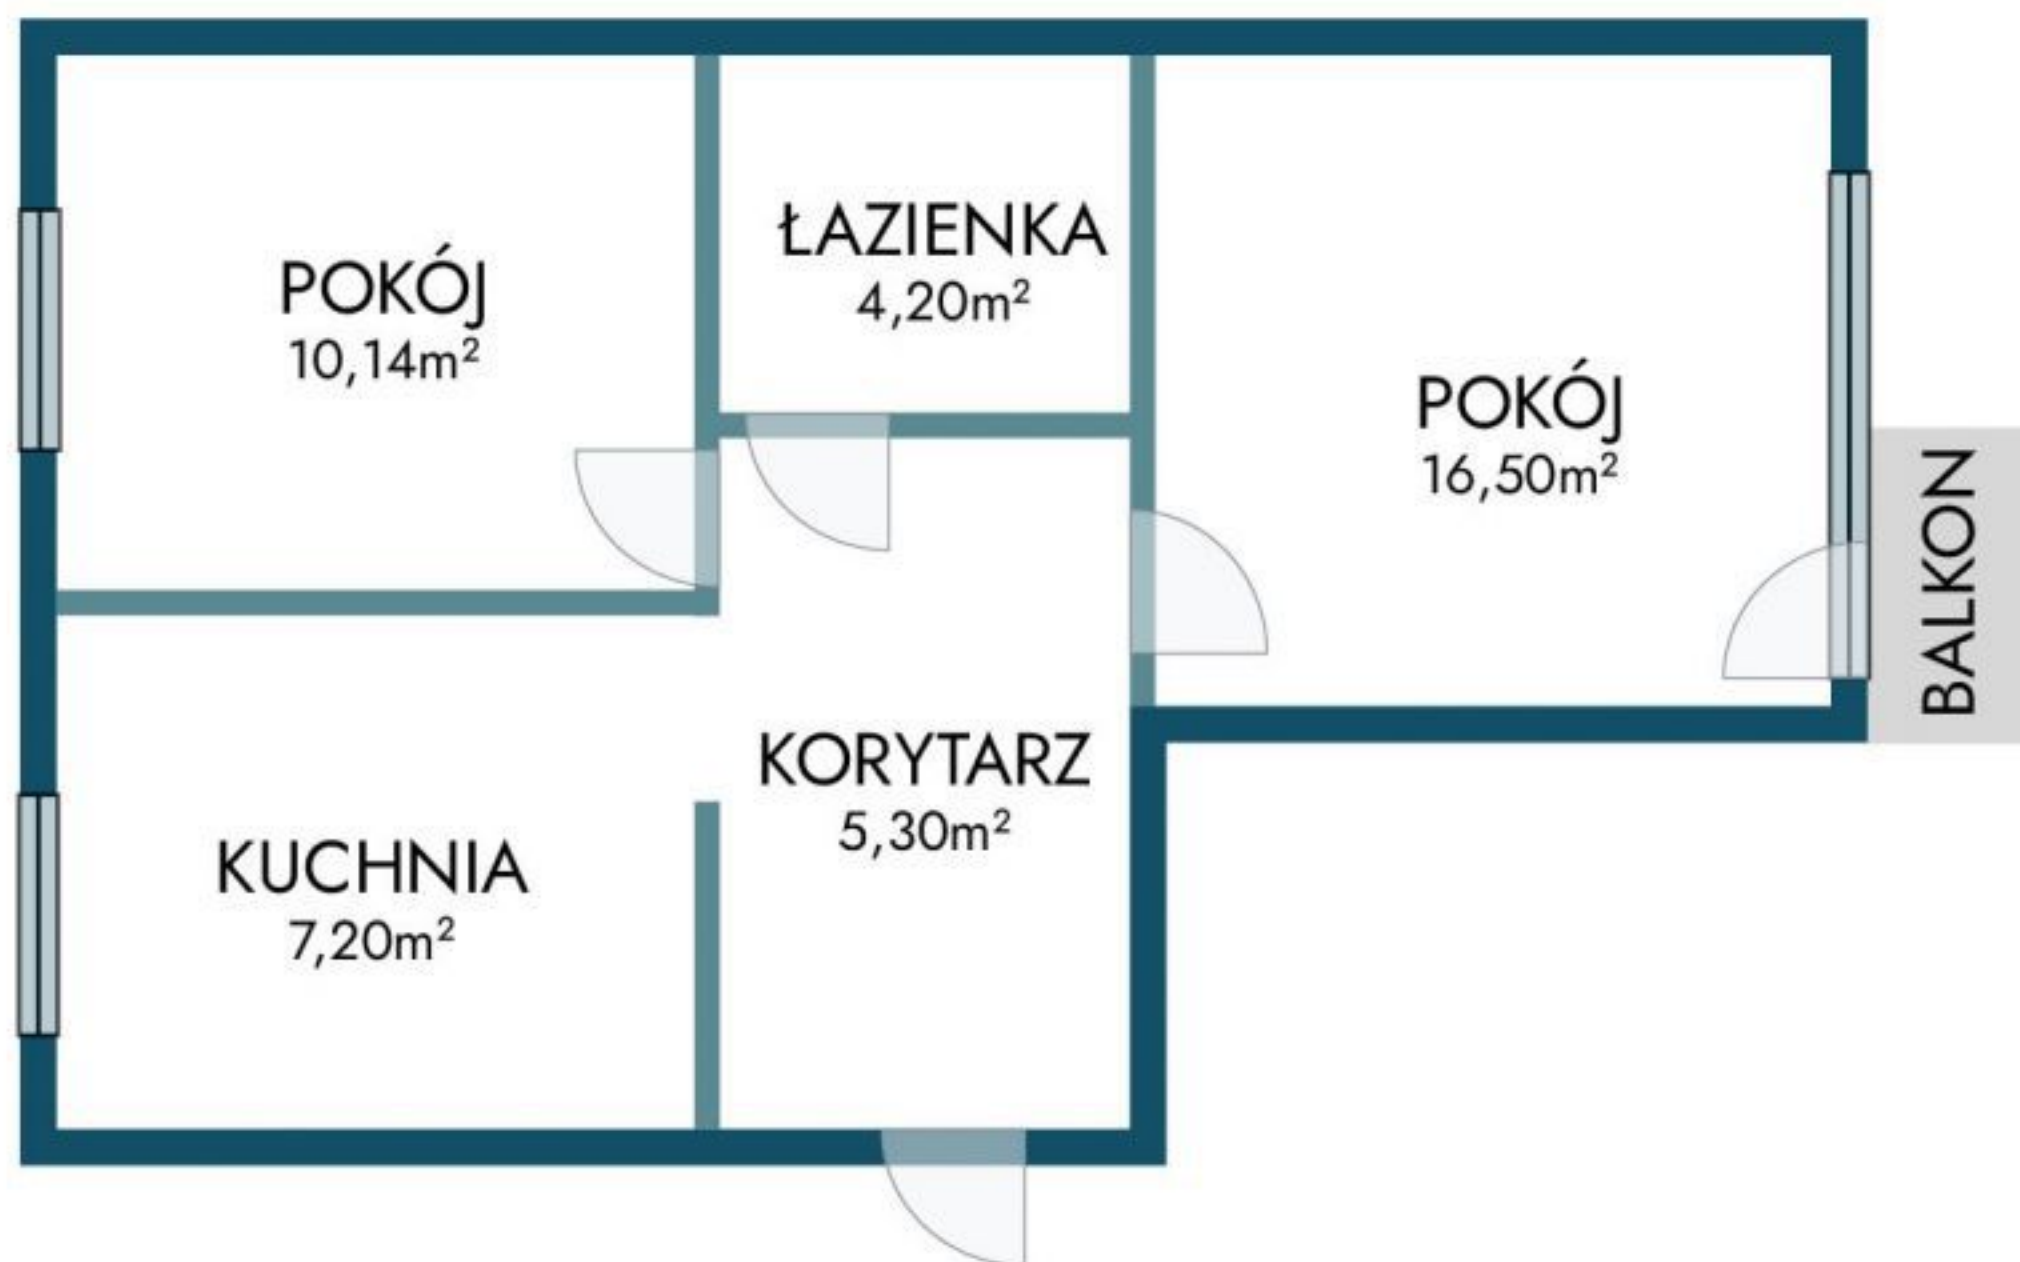 POKÓJ
10,14m²
ŁAZIENKA
4,20m²
POKÓJ
16,50m²
BALKON
KUCHNIA
7,20m²
KORYTARZ
5,30m²